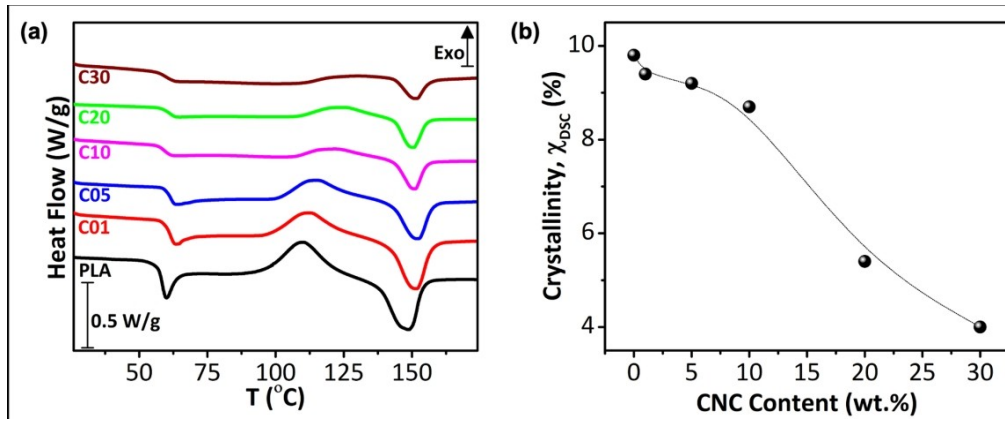 (a)
Exo
C30
C20
C10
C05
C01
PLA
0.5 W/g
Heat Flow (W/g)
50 75 100 125 150
T (°C)
(b)
10
8
6
4
Crystallinity, χDSC (%)
0 5 10 15 20 25 30
CNC Content (wt.%)